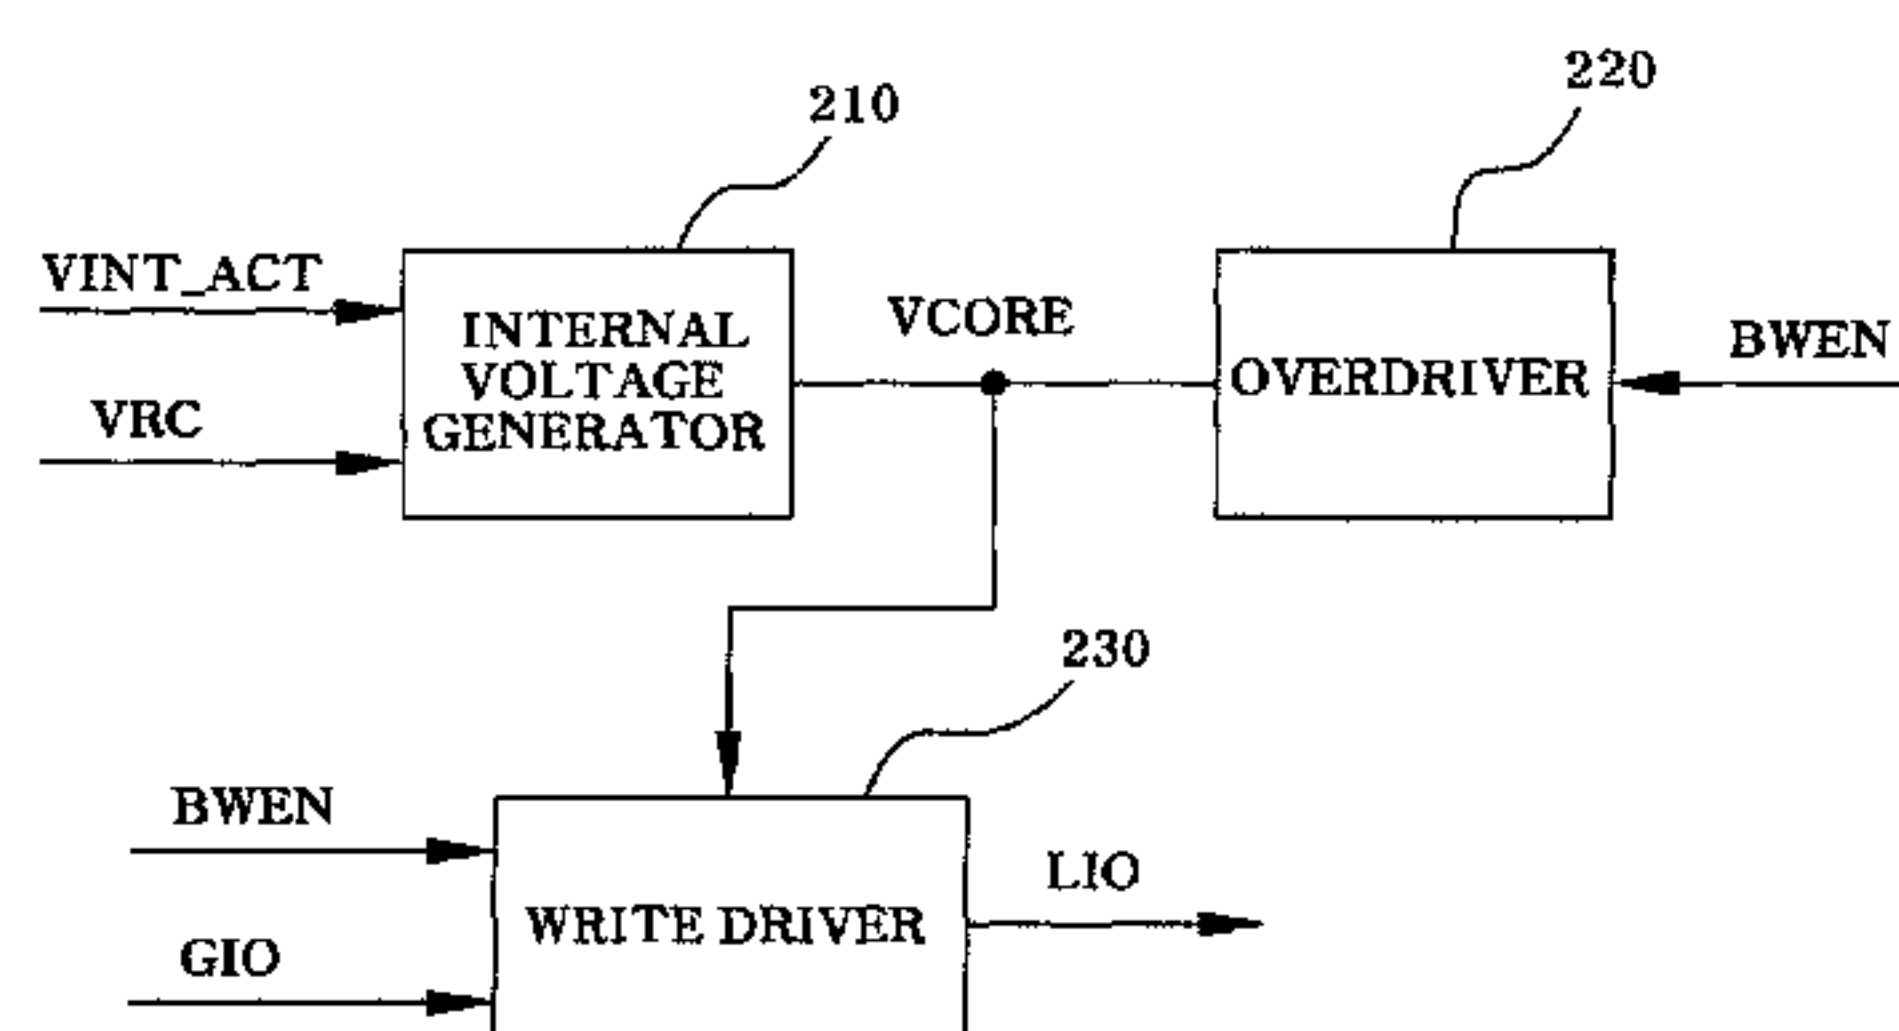 220
210
VINT_ACT
INTERNAL
VOLTAGE
GENERATOR
VRC
VCORE
OVERDRIVER
BWEN
230
BWEN
GIO
WRITE DRIVER
LIO